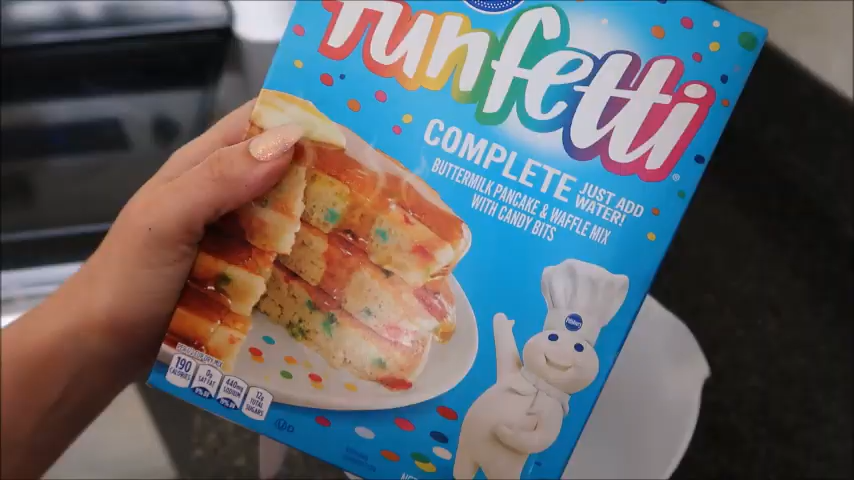 Funfetti®
COMPLETE JUST ADD WATER!
BUTTERMILK PANCAKE & WAFFLE MIX
WITH CANDY BITS
190 CALORIES
0g SAT FAT
440mg SODIUM
12g TOTAL SUGARS